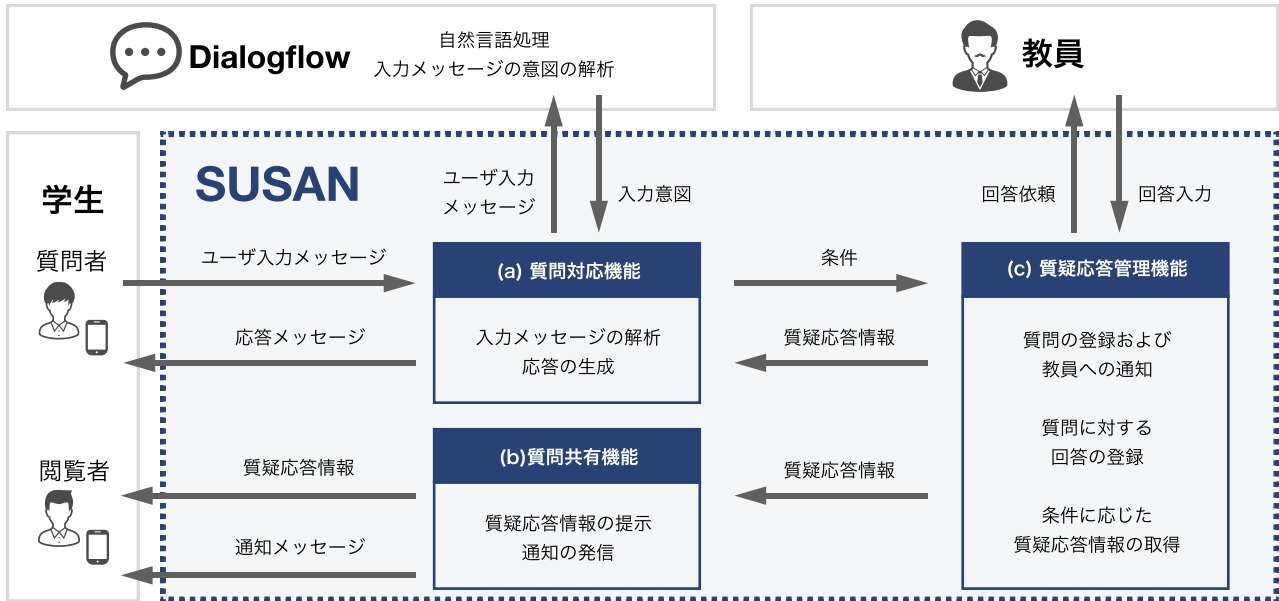 Dialogflow
自然言語処理
入力メッセージの意図の解析
教員
学生
質問者
閲覧者
SUSAN
ユーザ入力
メッセージ
入力意図
回答依頼
回答入力
ユーザ入力メッセージ
応答メッセージ
(a) 質問対応機能
入力メッセージの解析
応答の生成
条件
質疑応答情報
(c) 質疑応答管理機能
質問の登録および
教員への通知
質問に対する
回答の登録
条件に応じた
質疑応答情報の取得
質疑応答情報
通知メッセージ
(b)質問共有機能
質疑応答情報の提示
通知の発信
質疑応答情報